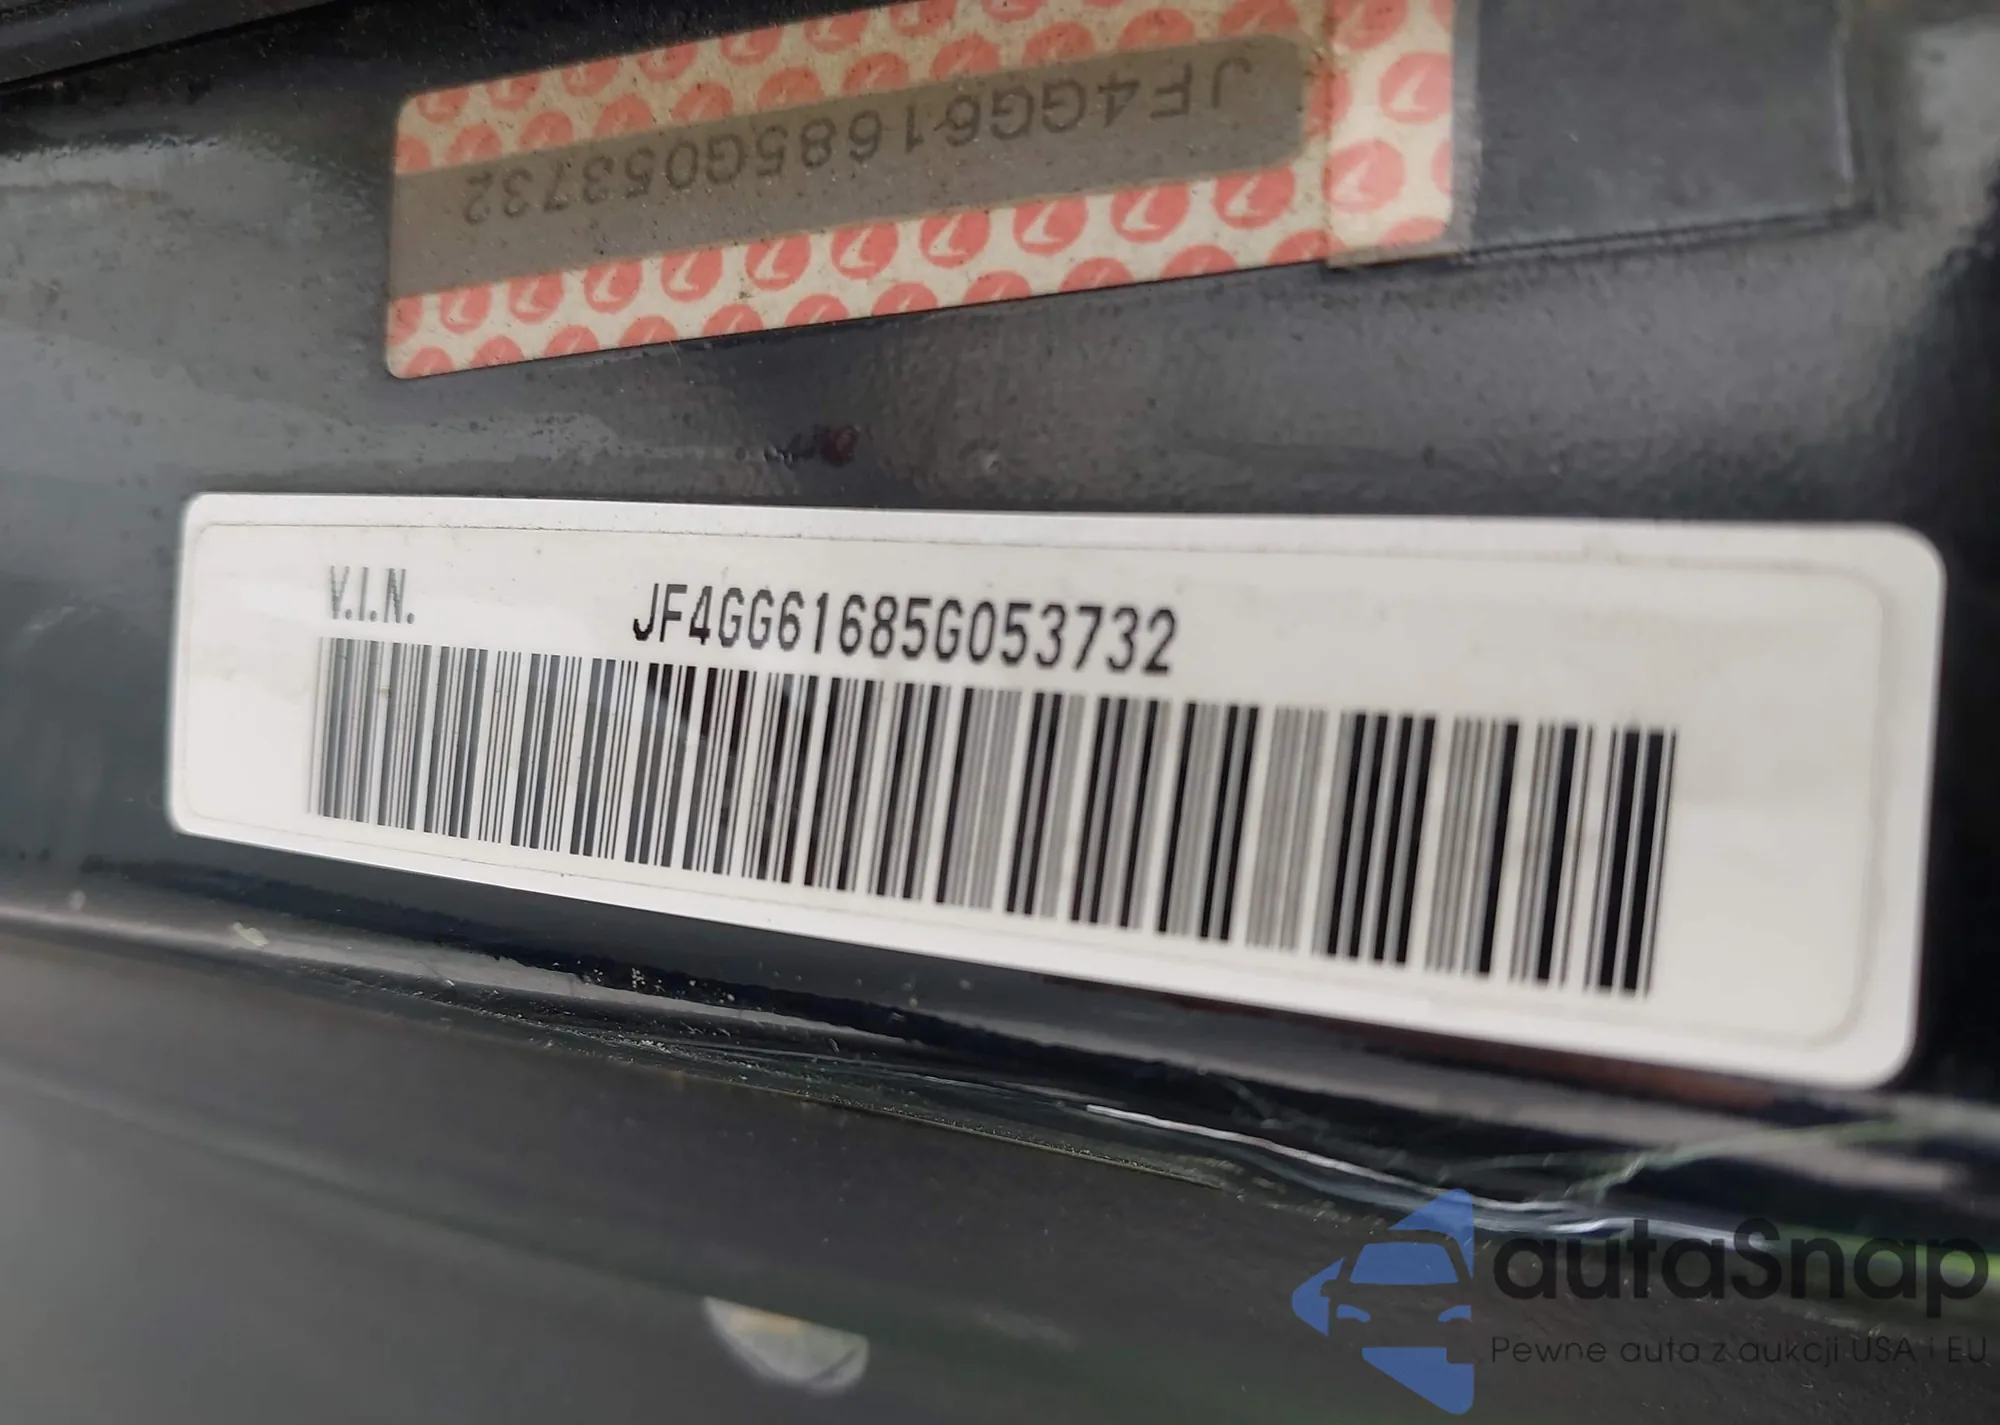 JF4GG61685G053732
V.I.N. JF4GG61685G053732
autaSnap
Pewne auta z aukcji USA i EU